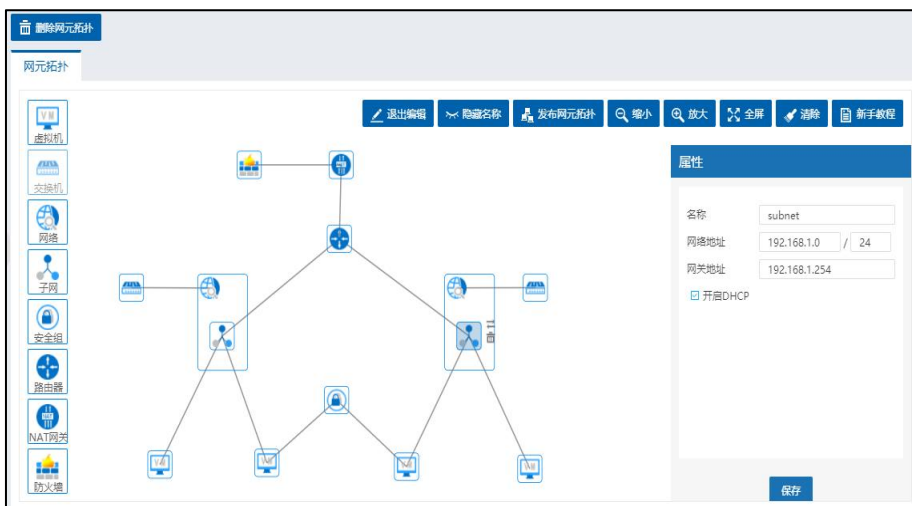 删除网元拓扑
网元拓扑
退出编辑 隐藏名称 发布网元拓扑 缩小 放大 全屏 清除 新手教程
虚拟机
交换机
网络
子网
安全组
路由器
NAT网关
防火墙
属性
名称 subnet
网络地址 192.168.1.0 / 24
网关地址 192.168.1.254
开启DHCP
保存